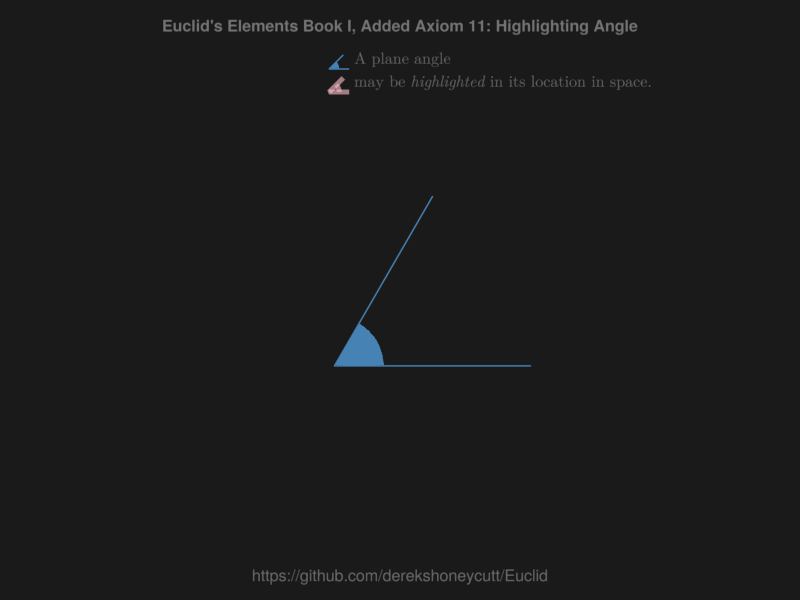 Euclid's Elements Book I, Added Axiom 11: Highlighting Angle
A plane angle
may be highlighted in its location in space.
https://github.com/derekshoneycutt/Euclid